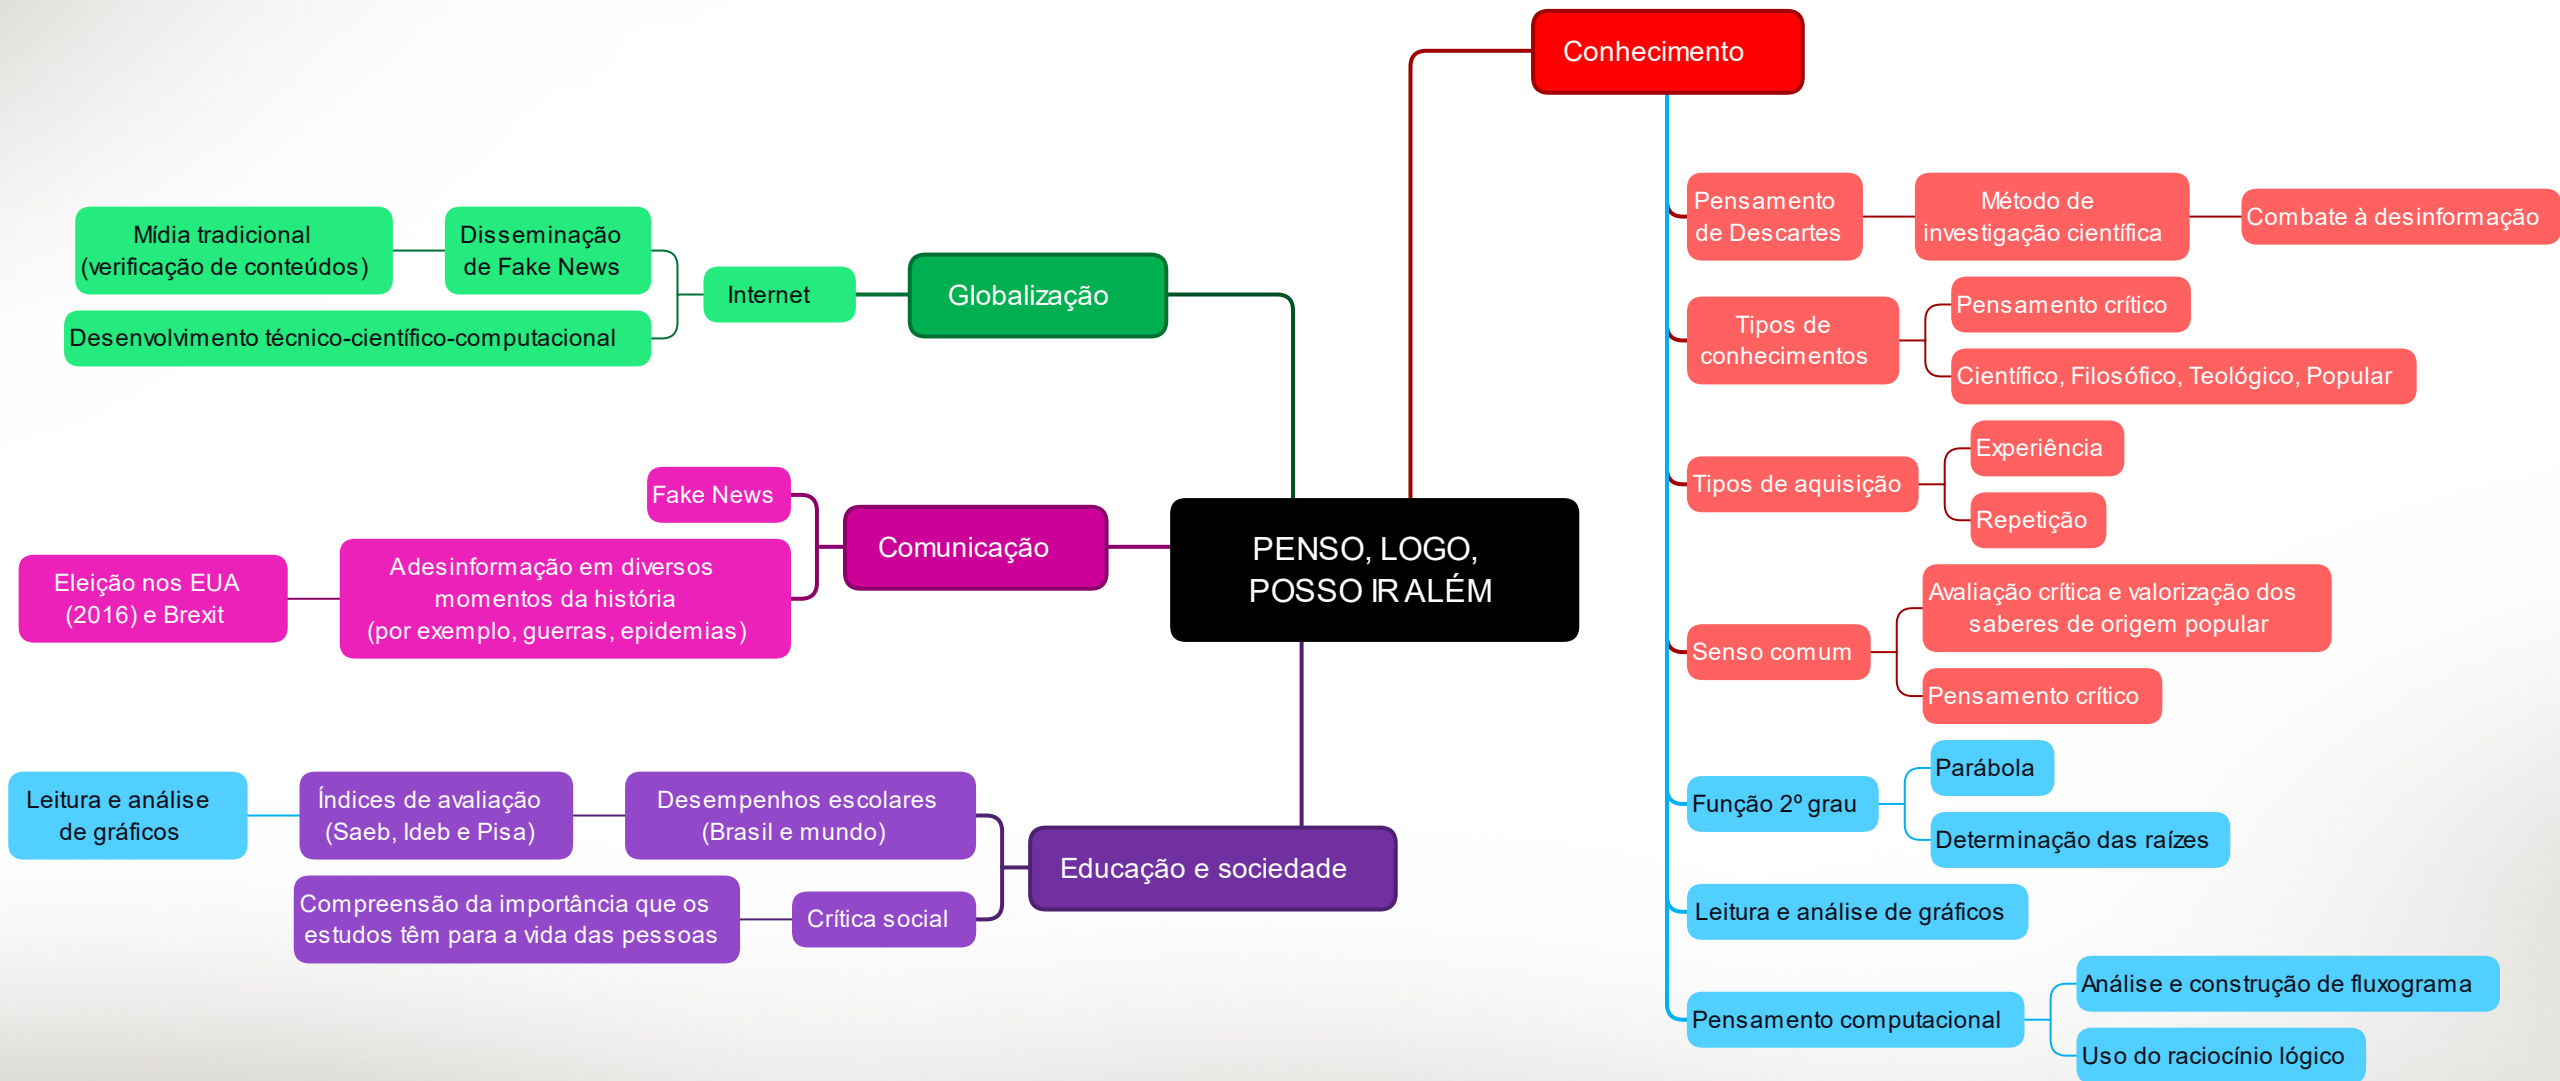 Conhecimento
Pensamento
de Descartes
Método de
investigação científica
Combate à desinformação
Tipos de
conhecimentos
Pensamento crítico
Científico, Filosófico, Teológico, Popular
Tipos de aquisição
Experiência
Repetição
Senso comum
Avaliação crítica e valorização dos
saberes de origem popular
Pensamento crítico
Função 2º grau
Parábola
Determinação das raízes
Leitura e análise de gráficos
Pensamento computacional
Análise e construção de fluxograma
Uso do raciocínio lógico
PENSO, LOGO,
POSSO IR ALÉM
Globalização
Internet
Disseminação
de Fake News
Mídia tradicional
(verificação de conteúdos)
Desenvolvimento técnico-científico-computacional
Comunicação
Fake News
A desinformação em diversos
momentos da história
(por exemplo, guerras, epidemias)
Eleição nos EUA
(2016) e Brexit
Educação e sociedade
Desempenhos escolares
(Brasil e mundo)
Índices de avaliação
(Saeb, Ideb e Pisa)
Leitura e análise
de gráficos
Crítica social
Compreensão da importância que os
estudos têm para a vida das pessoas